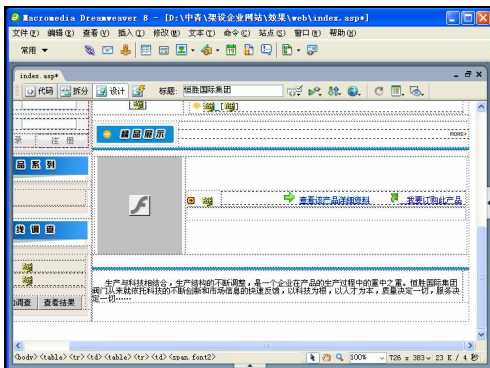 Macromedia Dreamweaver 8 - [D:\中青\架设企业网站\效果\web\index.asp*]
文件(F) 编辑(E) 查看(V) 插入(I) 修改(M) 文本(T) 命令(C) 站点(S) 窗口(W) 帮助(H)
常用
index.asp*
代码 拆分 设计 标题: 恒胜国际集团
精品展示 MORE>
录 注册
品系列
查看该产品详细资料 我要订购此产品
线调查
生产与科技相结合，生产结构的不断调整，是一个企业在产品的生产过程中的重中之重。恒胜国际集团
阀门从来就依托科技的不断创新和市场信息的快速反馈，以科技为根，以人才为本，质量决定一切，服务决
定一切……
调查 查看结果
<body> <table> <tr> <td> <table> <tr> <td> <span.font2> 100% 726 x 383 23 K / 4 秒